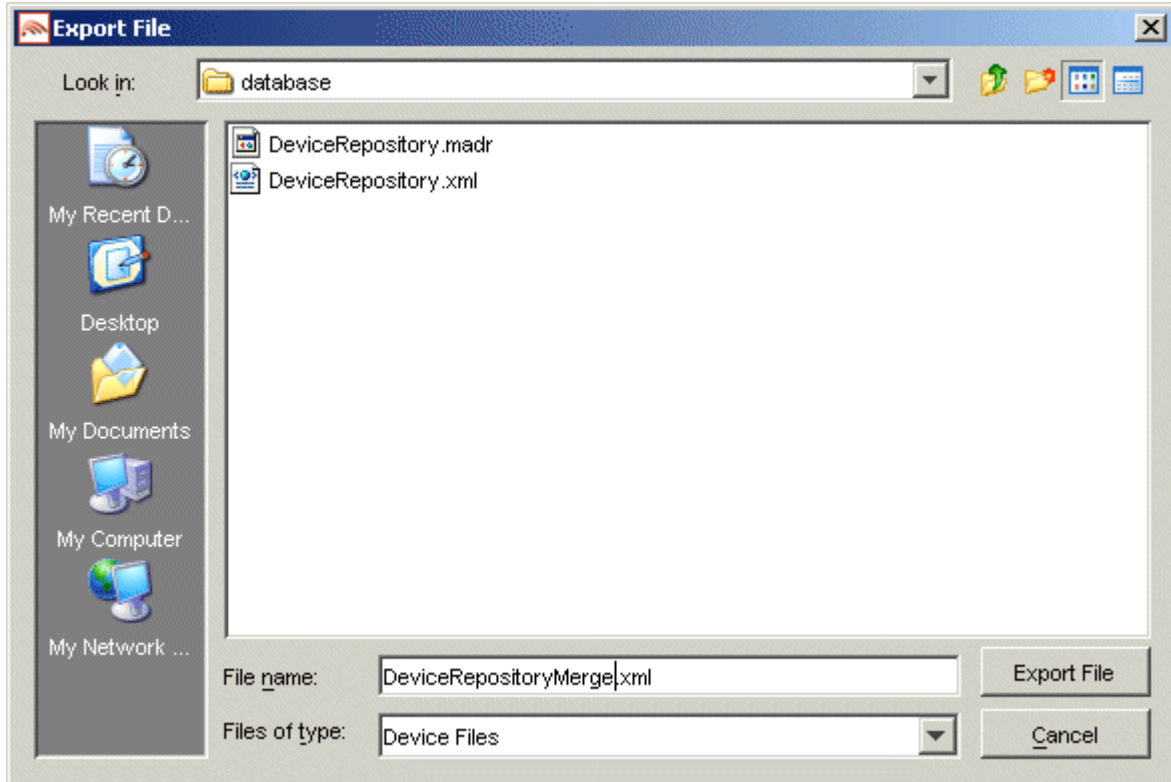 Export File
Look in:
database
DeviceRepository.madr
DeviceRepository.xml
My Recent D...
Desktop
My Documents
My Computer
My Network ...
File name:
DeviceRepositoryMerge.xml
Export File
Files of type:
Device Files
Cancel